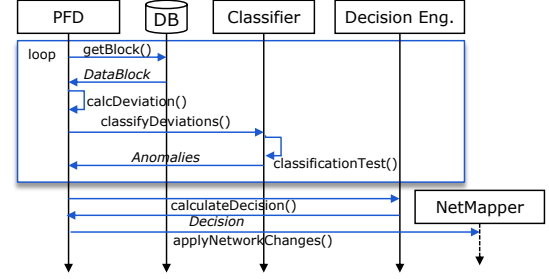 PFD
DB
Classifier
Decision Eng.
loop
getBlock()
DataBlock
calcDeviation()
classifyDeviations()
Anomalies
classificationTest()
calculateDecision()
NetMapper
Decision
applyNetworkChanges()